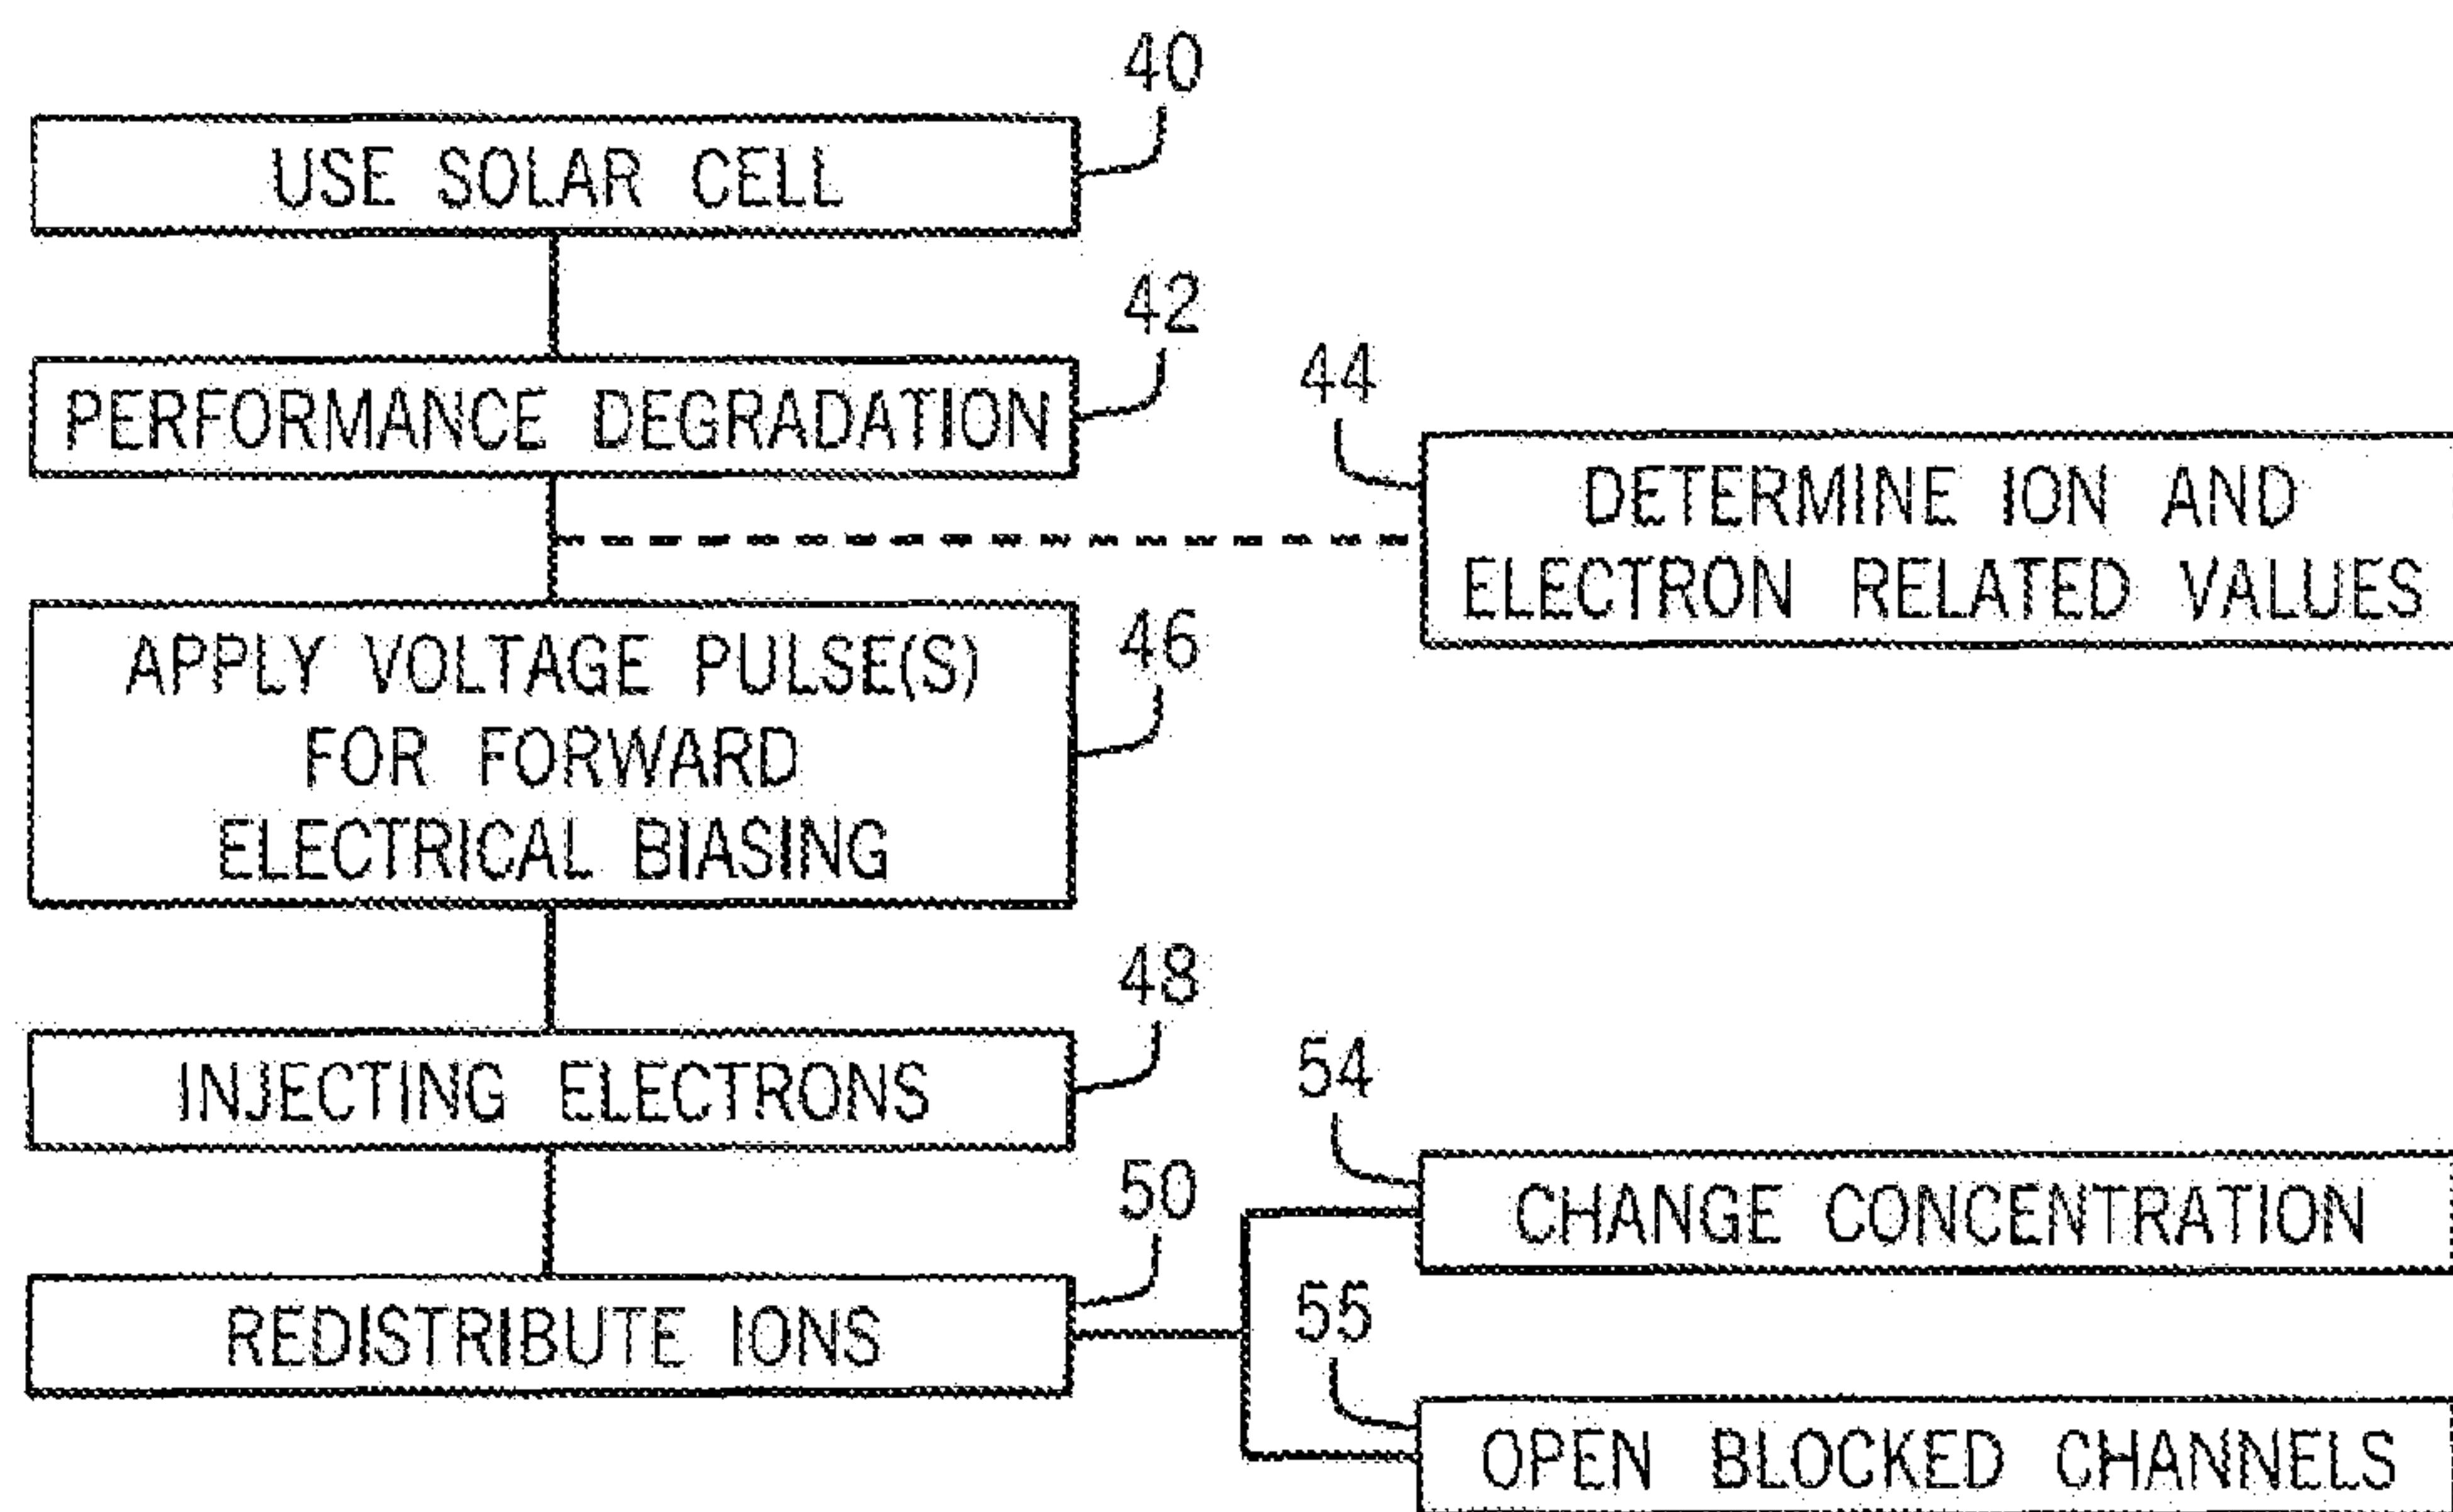 40
USE SOLAR CELL
42
PERFORMANCE DEGRADATION
44
DETERMINE ION AND
ELECTRON RELATED VALUES
46
APPLY VOLTAGE PULSE(S)
FOR FORWARD
ELECTRICAL BIASING
48
INJECTING ELECTRONS
50
REDISTRIBUTE IONS
54
CHANGE CONCENTRATION
55
OPEN BLOCKED CHANNELS